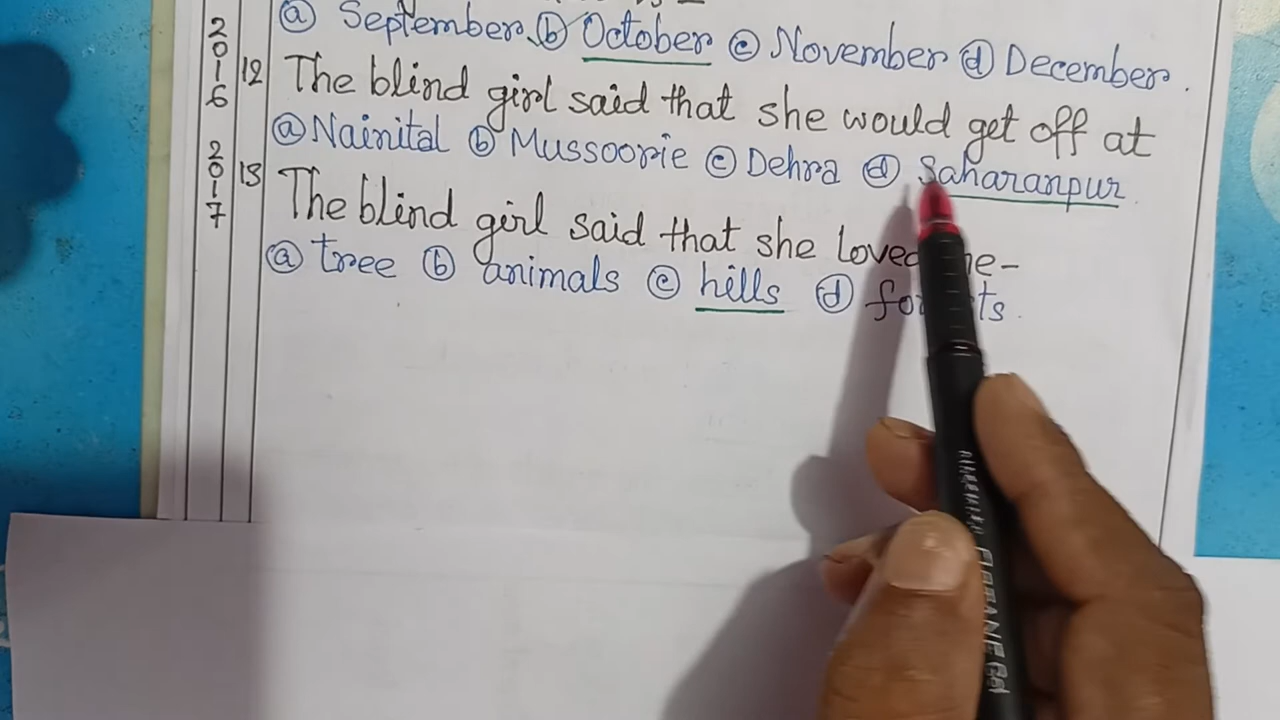 ⓐ September ⓑ October ⓒ November ⓓ December.
2016 12 The blind girl said that she would get off at
ⓐ Nainital ⓑ Mussoorie ⓒ Dehra ⓓ Saharanpur.
2017 13 The blind girl said that she loved
ⓐ tree ⓑ animals ⓒ hills ⓓ